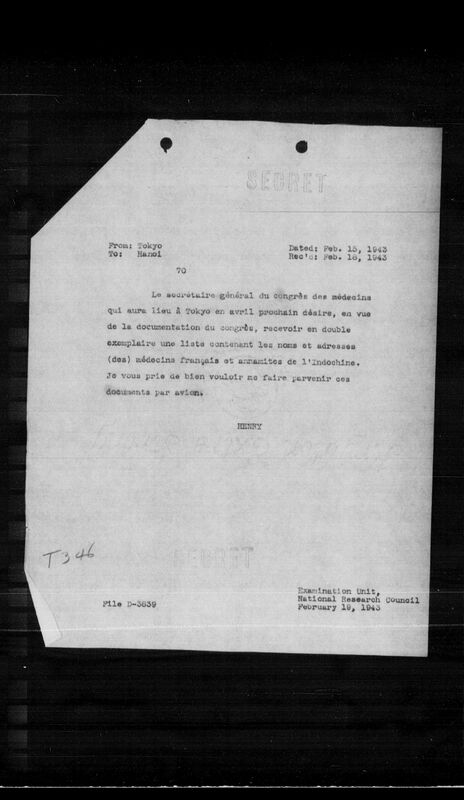 SECRET
From: Tokyo
To: Hanoi
Dated: Feb. 15, 1943
Rec'd: Feb. 18, 1943
70
Le secrétaire général du congrès des médecins
qui aura lieu à Tokyo en avril prochain désire, en vue
de la documentation du congrès, recevoir en double
exemplaire une liste contenant les noms et adresses
(des) médecins français et annamites de l'Indochine.
Je vous prie de bien vouloir me faire parvenir ces
documents par avion.
HENRY
T346
SECRET
File D-3839
Examination Unit,
National Research Council
February 19, 1943